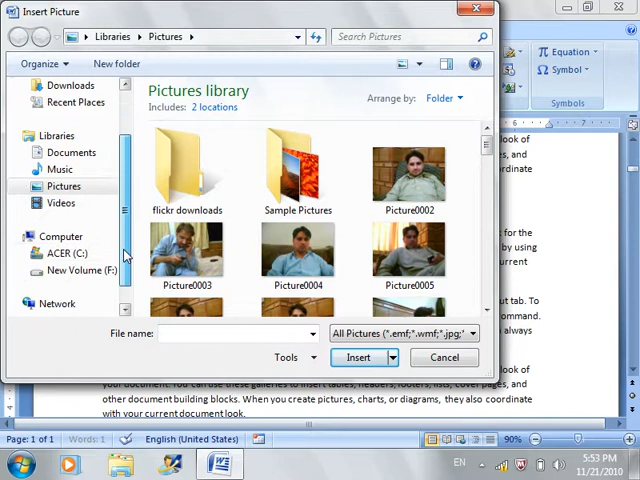 Insert Picture
Libraries
Pictures
Search Pictures
Organize
New folder
Equation
Symbol
Symbols
Downloads
Recent Places
Libraries
Documents
Music
Pictures
Videos
Computer
ACER (C:)
New Volume (F:)
Network
Pictures library
Includes: 2 locations
Arrange by: Folder
flickr downloads
Sample Pictures
Picture0002
Picture0003
Picture0004
Picture0005
6
7
look of
es, and
ordinate
r the
k by using
urrent
ut tab. To
ommand.
n always
look of
File name:
All Pictures (*.emf;*.wmf;*.jpg;*
Tools
Insert
Cancel
your document. You can use these galleries to insert tables, headers, footers, lists, cover pages, and
other document building blocks. When you create pictures, charts, or diagrams, they also coordinate
with your current document look.
Page: 1 of 1
Words: 1
English (United States)
90%
EN
5:53 PM
11/21/2010